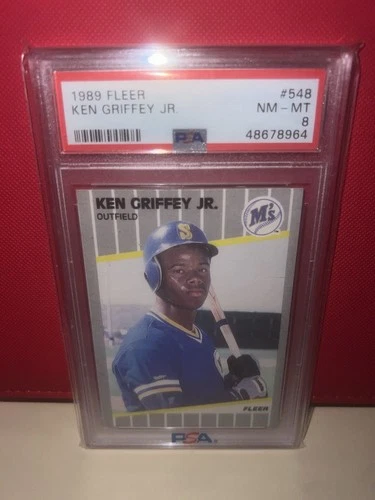 1989 FLEER #548
KEN GRIFFEY JR. NM - MT
8
PSA 48678964
KEN GRIFFEY JR.
OUTFIELD
M's
S
FLEER
PSA